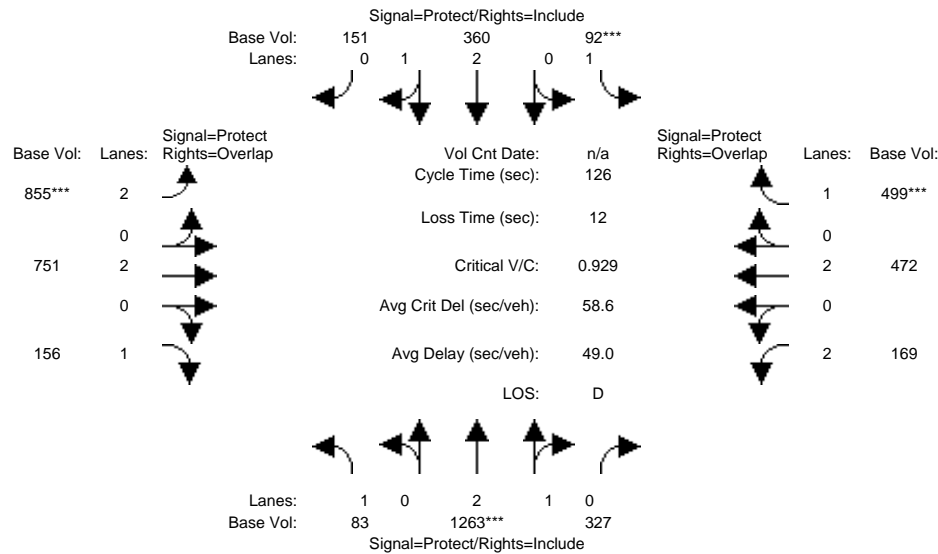 Signal=Protect/Rights=Include
Base Vol: 151 360 92***
Lanes: 0 1 2 0 1
Signal=Protect Signal=Protect
Base Vol: Lanes: Rights=Overlap Vol Cnt Date: n/a Rights=Overlap Lanes: Base Vol:
Cycle Time (sec): 126
855*** 2 1 499***
Loss Time (sec): 12
0 0
751 2 Critical V/C: 0.929 2 472
0 Avg Crit Del (sec/veh): 58.6 0
156 1 Avg Delay (sec/veh): 49.0 2 169
LOS: D
Lanes: 1 0 2 1 0
Base Vol: 83 1263*** 327
Signal=Protect/Rights=Include